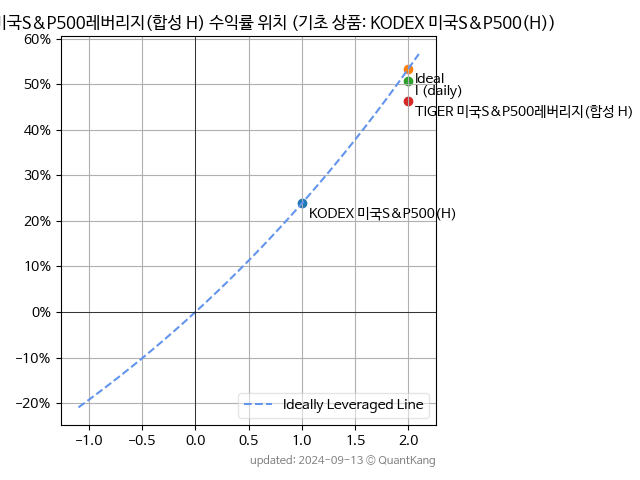 미국S&P500레버리지(합성 H) 수익률 위치 (기초 상품: KODEX 미국S&P500(H))
60%
50%
40%
30%
20%
10%
0%
−10%
−20%
Ideal
I (daily)
TIGER 미국S&P500레버리지(합성 H)
KODEX 미국S&P500(H)
Ideally Leveraged Line
−1.0
−0.5
0.0
0.5
1.0
1.5
2.0
updated: 2024-09-13 © QuantKang